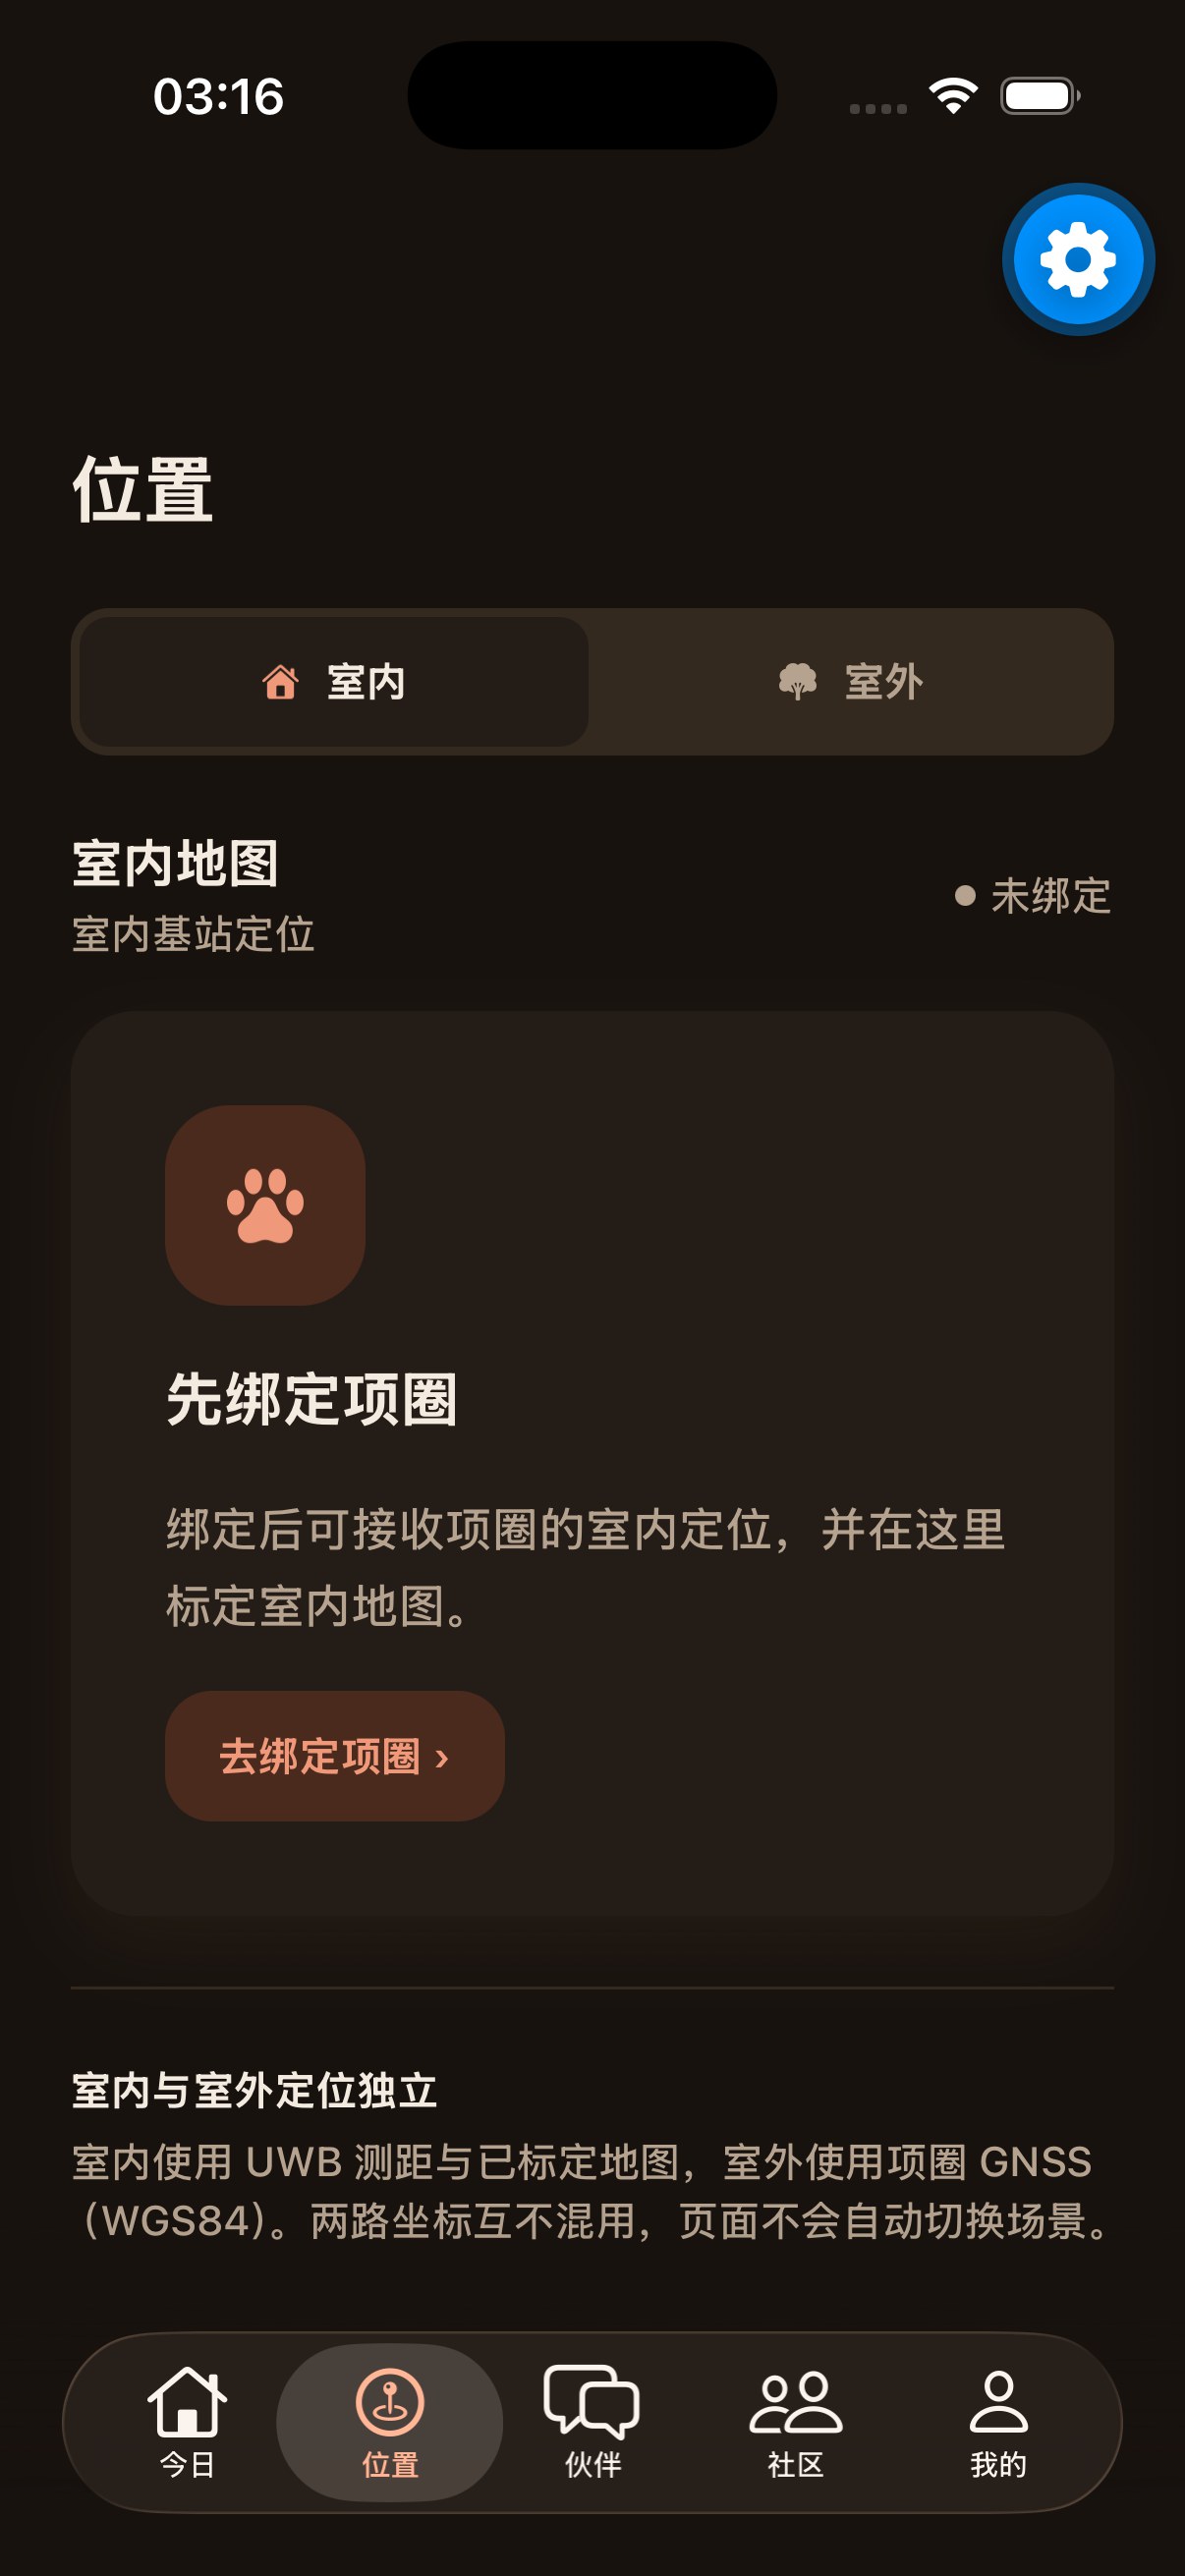 03:16
位置
室内
室外
室内地图
室内基站定位
未绑定
先绑定项圈
绑定后可接收项圈的室内定位，并在这里
标定室内地图。
去绑定项圈 ›
室内与室外定位独立
室内使用 UWB 测距与已标定地图，室外使用项圈 GNSS
（WGS84）。两路坐标互不混用，页面不会自动切换场景。
今日
位置
伙伴
社区
我的